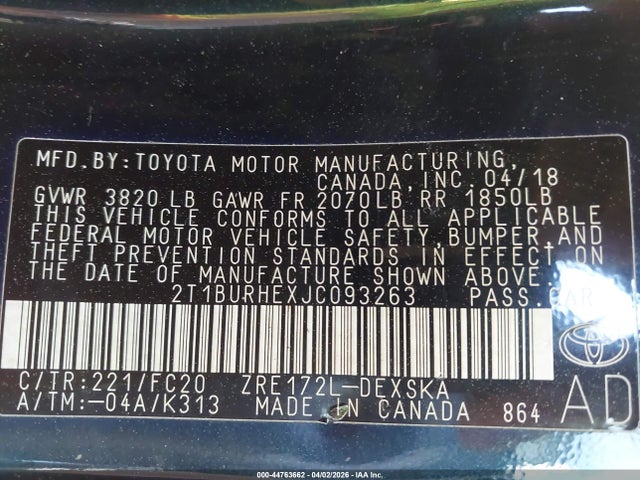 MFD.BY:TOYOTA MOTOR MANUFACTURING,
CANADA,INC. 04/18
GVWR 3820 LB GAWR FR 2070LB RR 1850LB
THIS VEHICLE CONFORMS TO ALL APPLICABLE
FEDERAL MOTOR VEHICLE SAFETY,BUMPER,AND
THEFT PREVENTION STANDARDS IN EFFECT ON
THE DATE OF MANUFACTURE SHOWN ABOVE.
2T1BURHEXJC093263 PASS.CAR
C/TR:221/FC20 ZRE172L-DEXSKA
A/TM:-04A/K313 MADE IN CANADA 864
AD
000-44763662 | 04/02/2026 - IAA Inc.